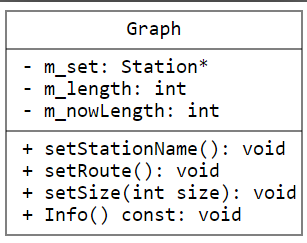 Graph
- m_set: Station*
- m_length: int
- m_nowLength: int
+ setStationName(): void
+ setRoute(): void
+ setSize(int size): void
+ Info() const: void